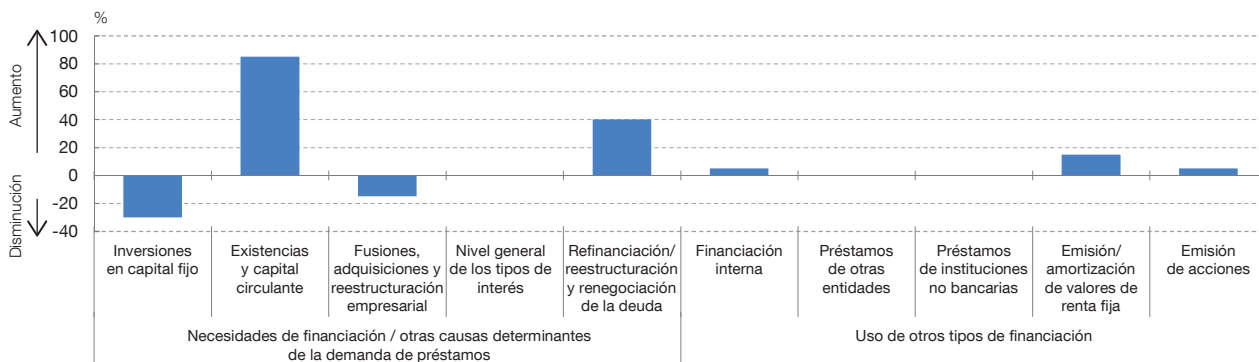 %
100
80
60
40
20
0
-20
-40
Aumento
Disminución
Inversiones
en capital fijo
Existencias
y capital
circulante
Fusiones,
adquisiciones y
reestructuración
empresarial
Nivel general
de los tipos de
interés
Refinanciación/
reestructuración
y renegociación
de la deuda
Financiación
interna
Préstamos
de otras
entidades
Préstamos
de instituciones
no bancarias
Emisión/
amortización
de valores de
renta fija
Emisión
de acciones
Necesidades de financiación / otras causas determinantes
de la demanda de préstamos
Uso de otros tipos de financiación